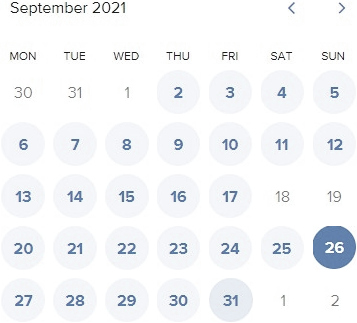 September 2021
MON TUE WED THU FRI SAT SUN
30 31 1 2 3 4 5
6 7 8 9 10 11 12
13 14 15 16 17 18 19
20 21 22 23 24 25 26
27 28 29 30 31 1 2